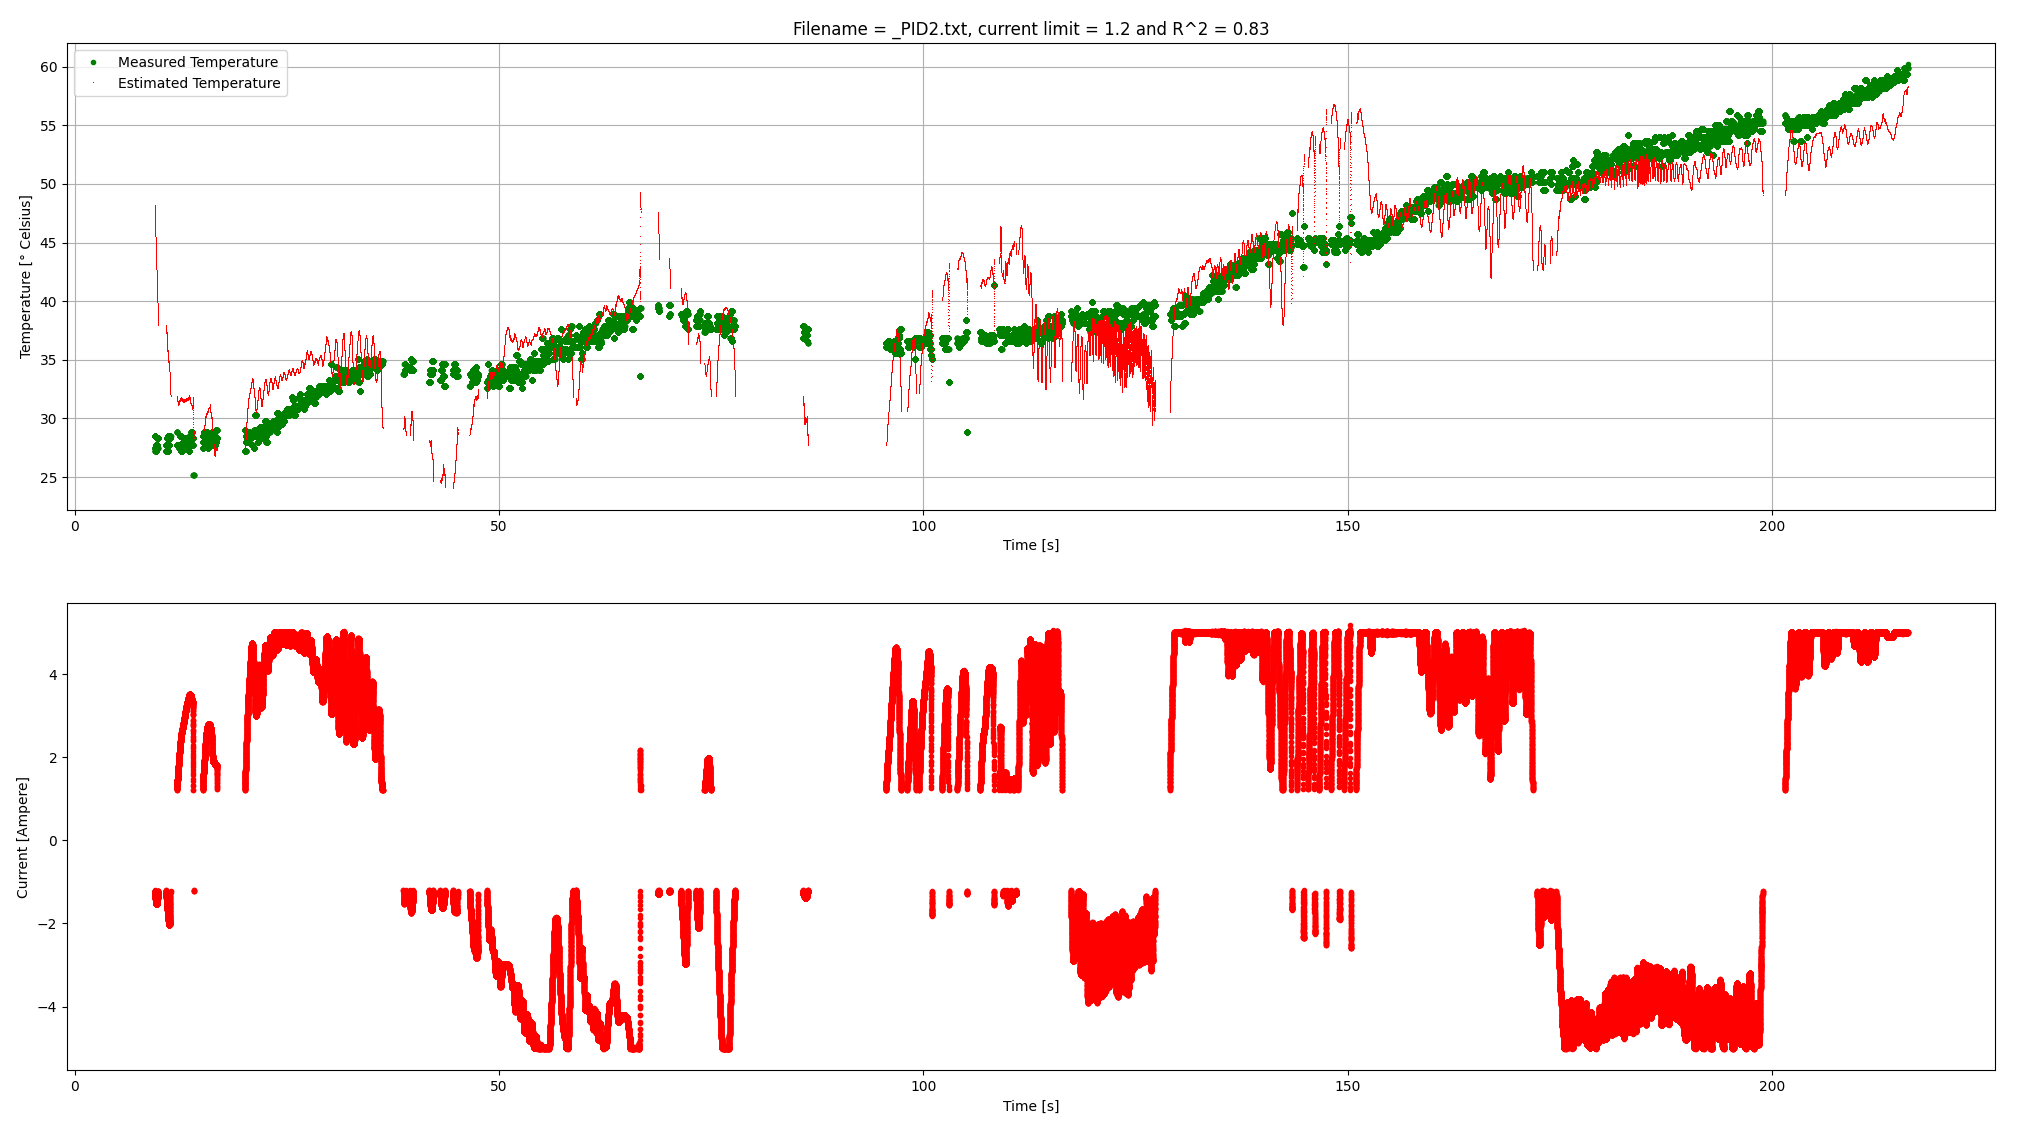 Filename = _PID2.txt, current limit = 1.2 and R^2 = 0.83
Measured Temperature
Estimated Temperature
Temperature [° Celsius]
60
55
50
45
40
35
30
25
0 50 100 150 200
Time [s]
Current [Ampere]
4
2
0
−2
−4
0 50 100 150 200
Time [s]